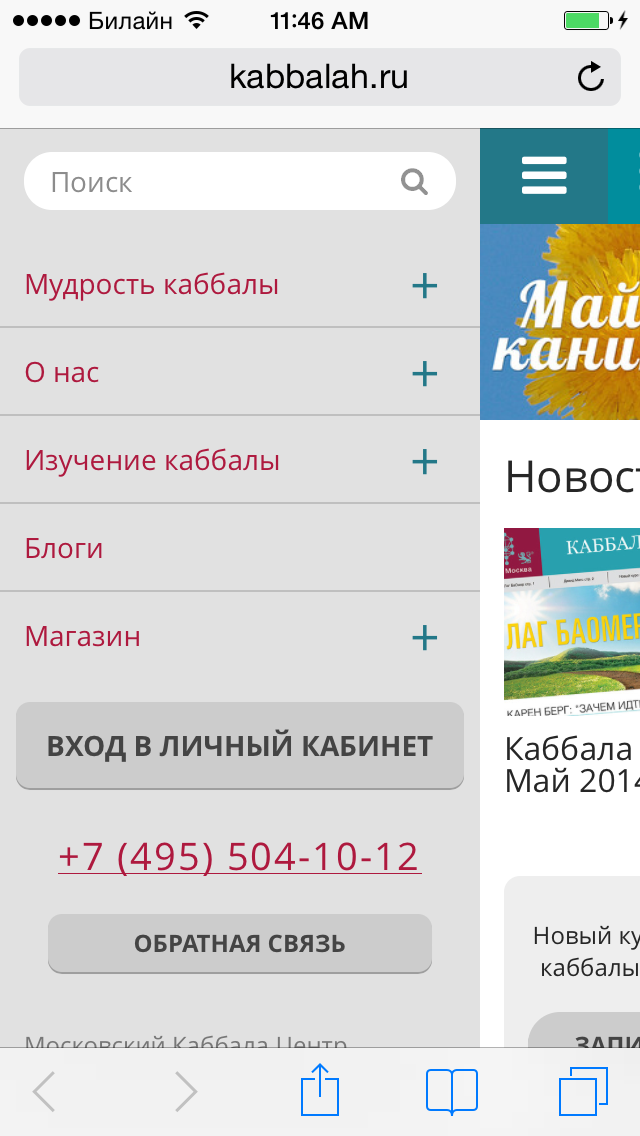 Билайн 11:46 AM
kabbalah.ru
Поиск
Мудрость каббалы +
О нас +
Изучение каббалы +
Блоги
Магазин +
ВХОД В ЛИЧНЫЙ КАБИНЕТ
+7 (495) 504-10-12
ОБРАТНАЯ СВЯЗЬ
Московский Каббала Центр
Май
кани
Новост
КАББАЛ
Москва
ЛАГ БАОМЕР
КАРЕН БЕРГ: "ЗАЧЕМ ИДТИ
Каббала
Май 2014
Новый ку
каббалы
ЗАПИ